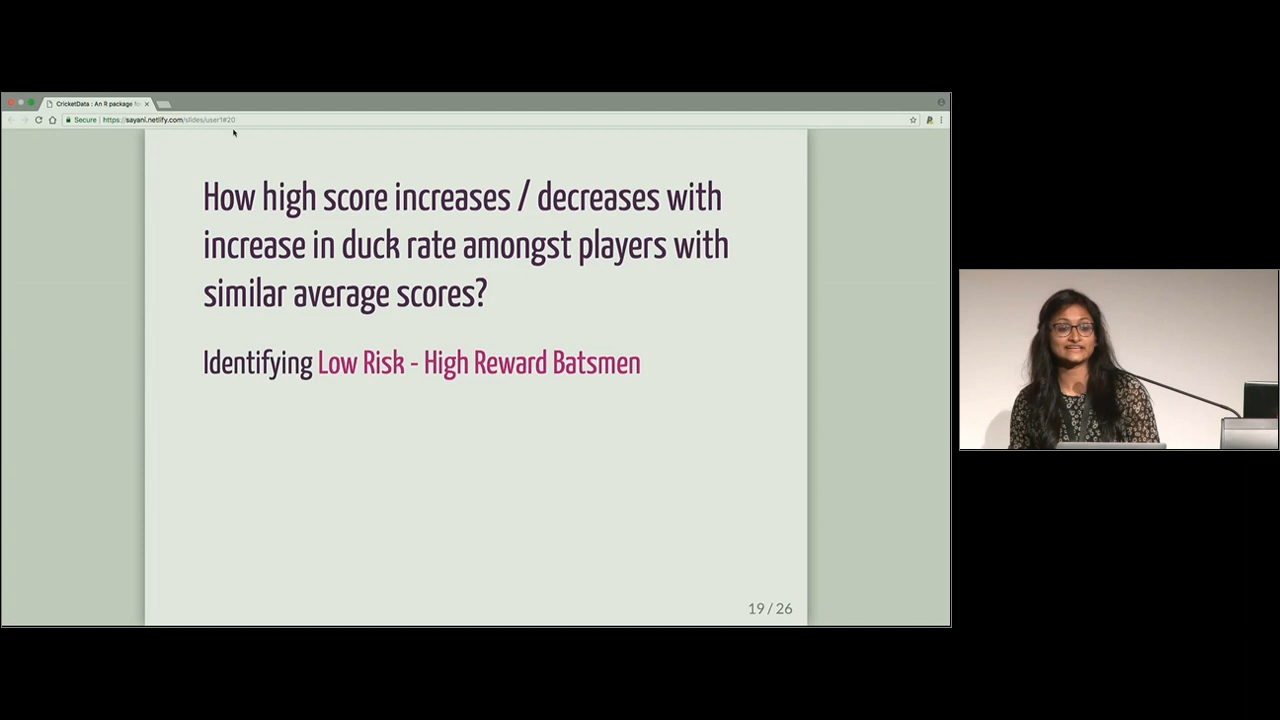 CricketData : An R package fo
Secure
https://sayani.netlify.com/slides/user1#20
How high score increases / decreases with
increase in duck rate amongst players with
similar average scores?
Identifying Low Risk - High Reward Batsmen
19 / 26